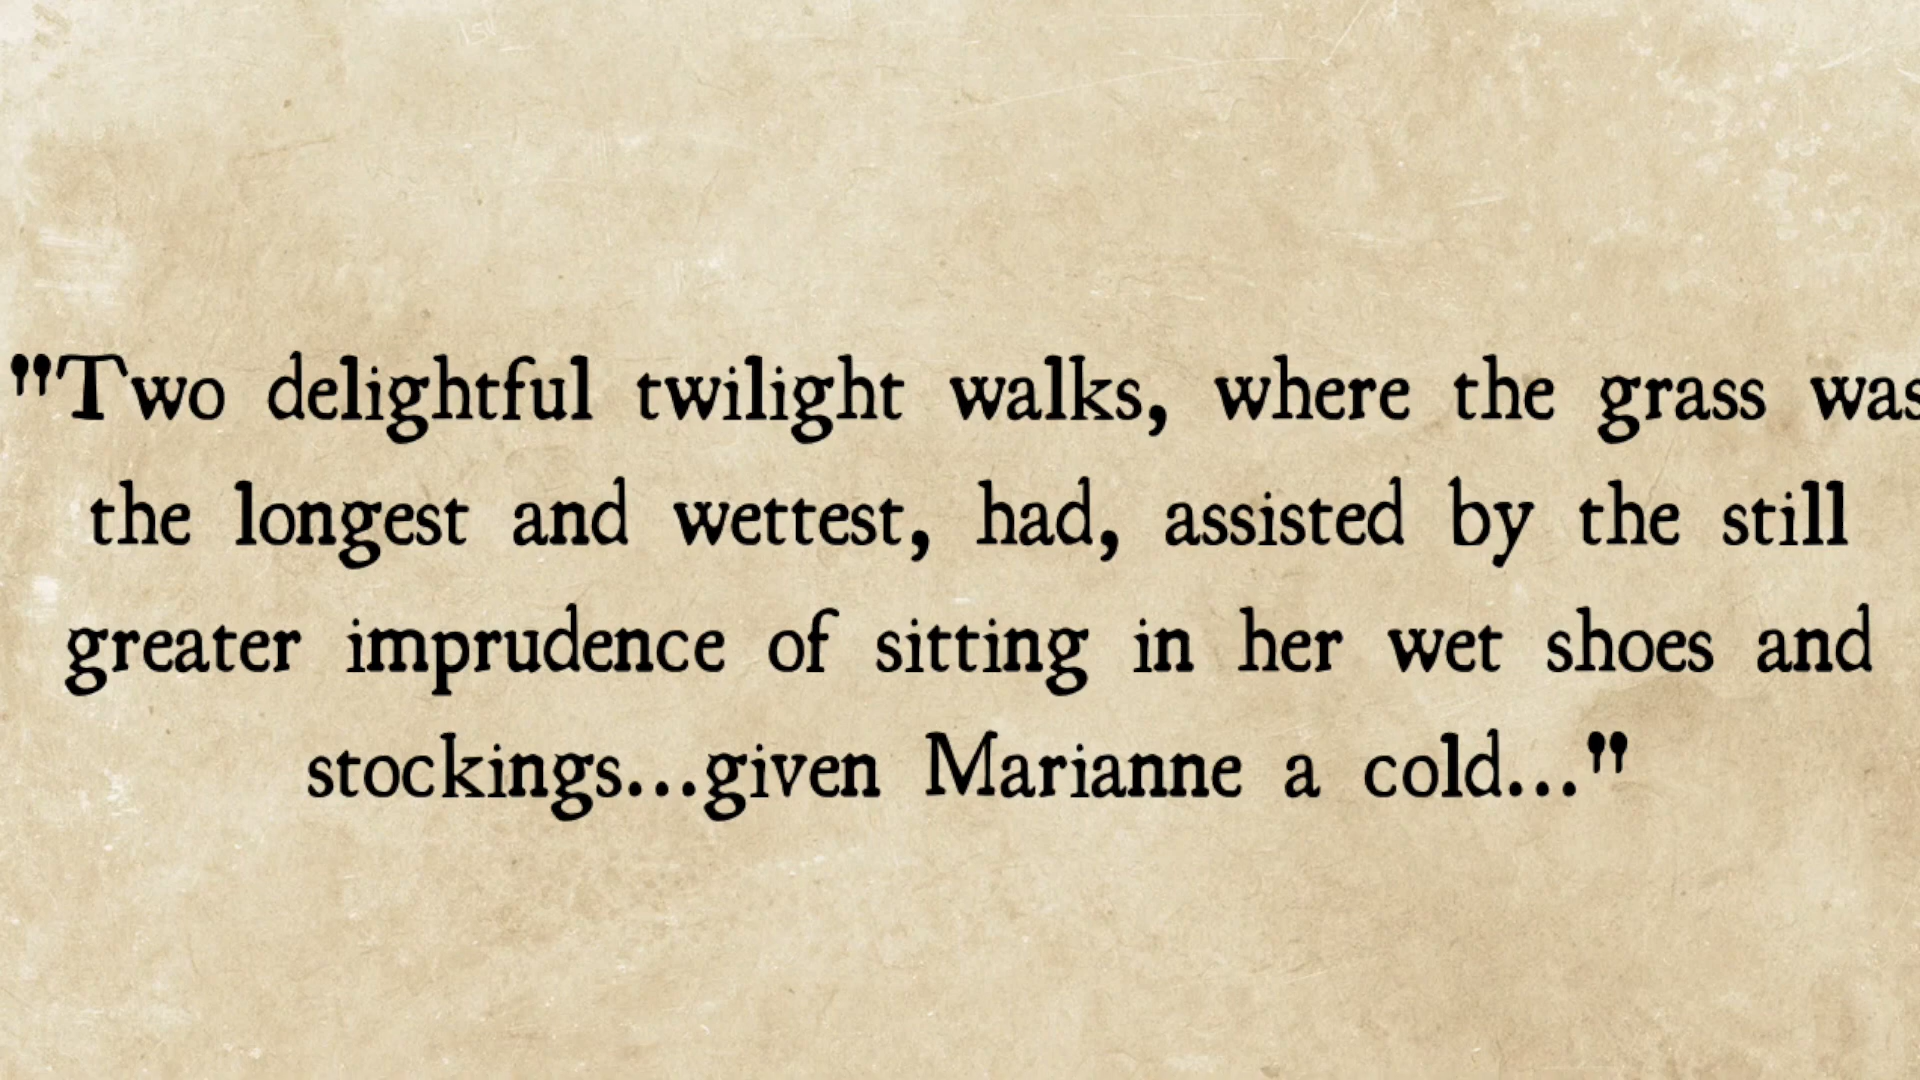 "Two delightful twilight walks, where the grass was
the longest and wettest, had, assisted by the still
greater imprudence of sitting in her wet shoes and
stockings...given Marianne a cold..."